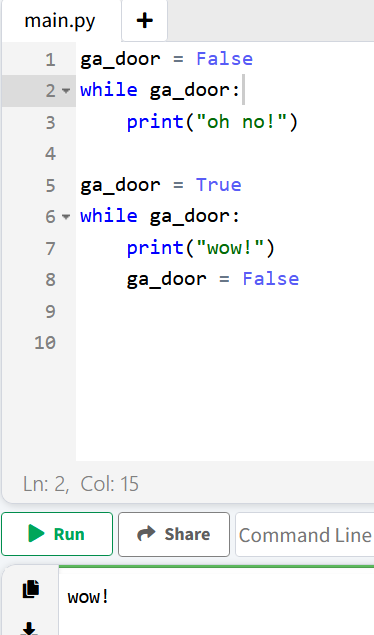 main.py +
1 ga_door = False
2 while ga_door:
3 print("oh no!")
4
5 ga_door = True
6 while ga_door:
7 print("wow!")
8 ga_door = False
9
10
Ln: 2, Col: 15
Run Share Command Line
wow!